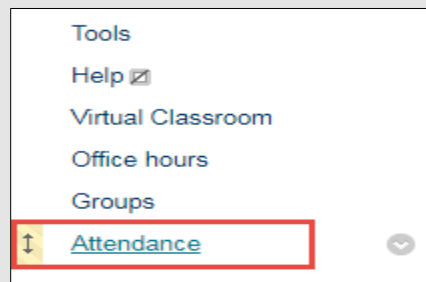 Tools
Help
Virtual Classroom
Office hours
Groups
Attendance